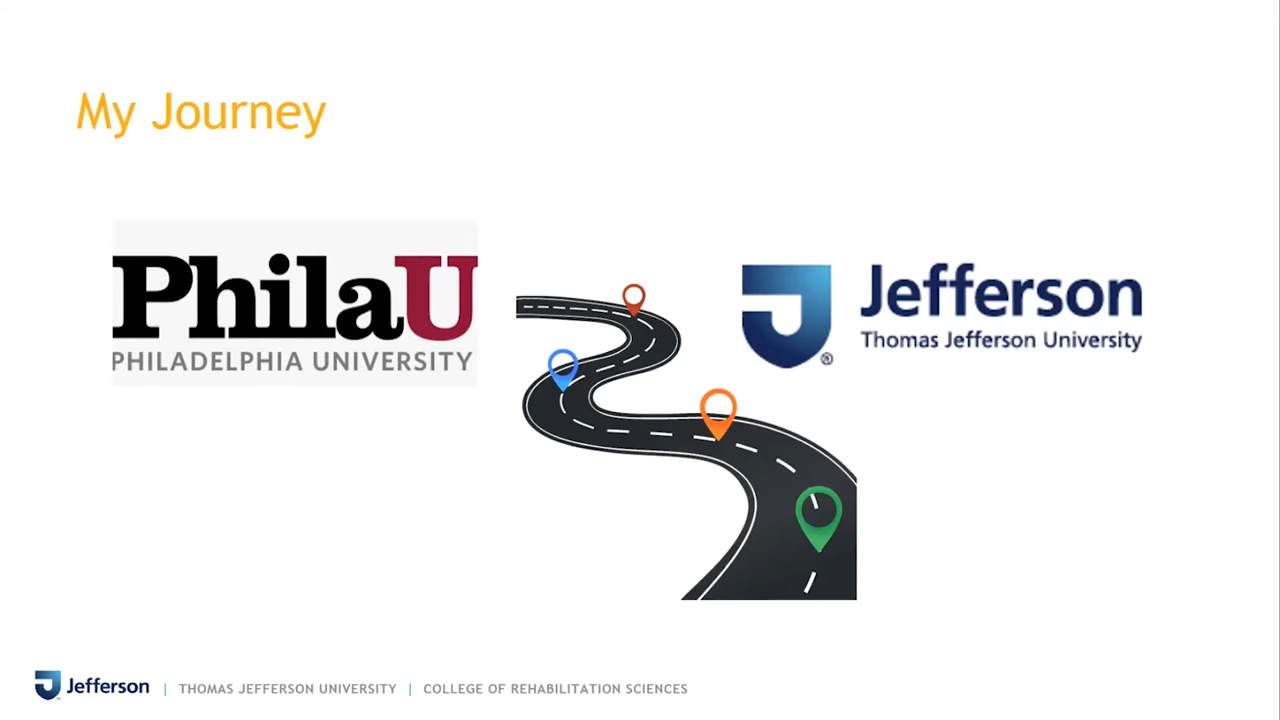 My Journey
PhilaU
PHILADELPHIA UNIVERSITY
Jefferson
Thomas Jefferson University
Jefferson | THOMAS JEFFERSON UNIVERSITY | COLLEGE OF REHABILITATION SCIENCES